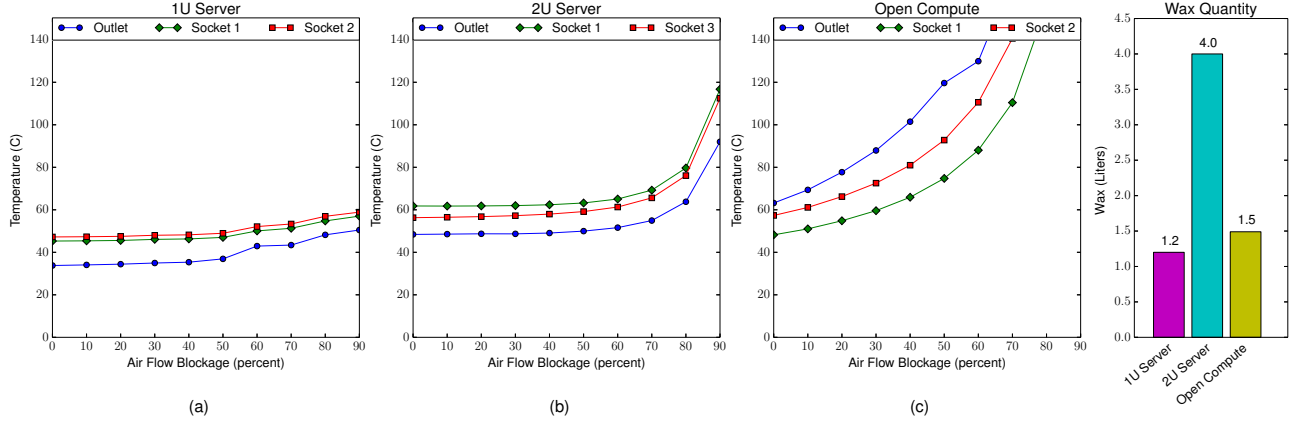 1U Server
Outlet Socket 1 Socket 2
140
120
100
80
60
40
20
0
Temperature (C)
0 10 20 30 40 50 60 70 80 90
Air Flow Blockage (percent)
(a)
2U Server
Outlet Socket 1 Socket 3
140
120
100
80
60
40
20
0
Temperature (C)
0 10 20 30 40 50 60 70 80 90
Air Flow Blockage (percent)
(b)
Open Compute
Outlet Socket 1 Socket 2
140
120
100
80
60
40
20
0
Temperature (C)
0 10 20 30 40 50 60 70 80 90
Air Flow Blockage (percent)
(c)
Wax Quantity
4.5
4.0
3.5
3.0
2.5
2.0
1.5
1.0
0.5
0.0
Wax (Liters)
1.2
4.0
1.5
1U Server
2U Server
Open Compute